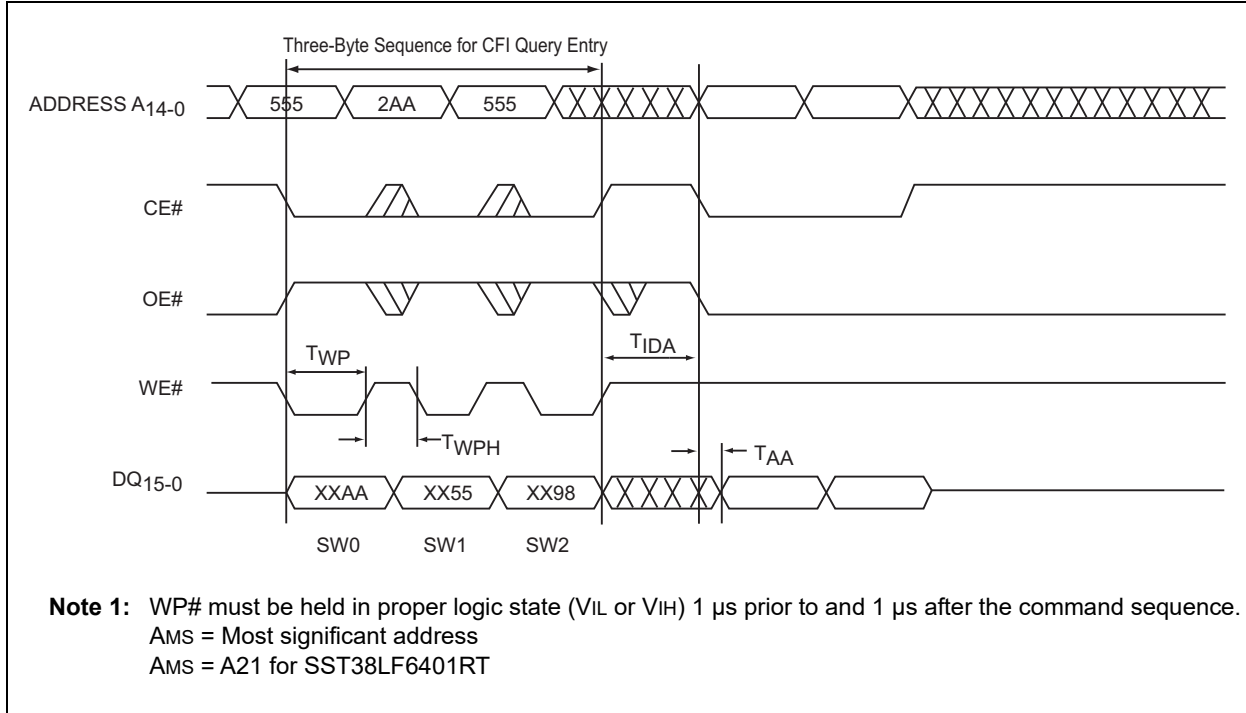 Three-Byte Sequence for CFI Query Entry
ADDRESS A14-0
555 2AA 555
CE#
OE#
TIDA
TWP
WE#
TWPH
TAA
DQ15-0
XXAA XX55 XX98
SW0 SW1 SW2
Note 1: WP# must be held in proper logic state (VIL or VIH) 1 µs prior to and 1 µs after the command sequence.
AMS = Most significant address
AMS = A21 for SST38LF6401RT